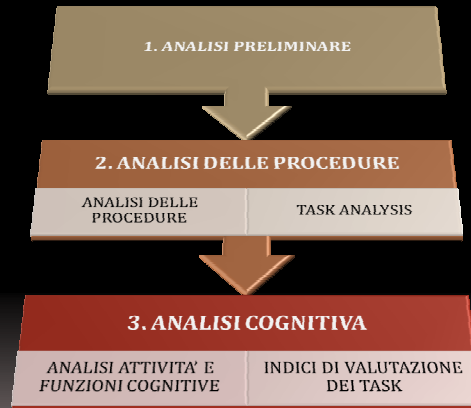 1. ANALISI PRELIMINARE
2. ANALISI DELLE PROCEDURE
ANALISI DELLE
PROCEDURE
TASK ANALYSIS
3. ANALISI COGNITIVA
ANALISI ATTIVITA' E
FUNZIONI COGNITIVE
INDICI DI VALUTAZIONE
DEI TASK